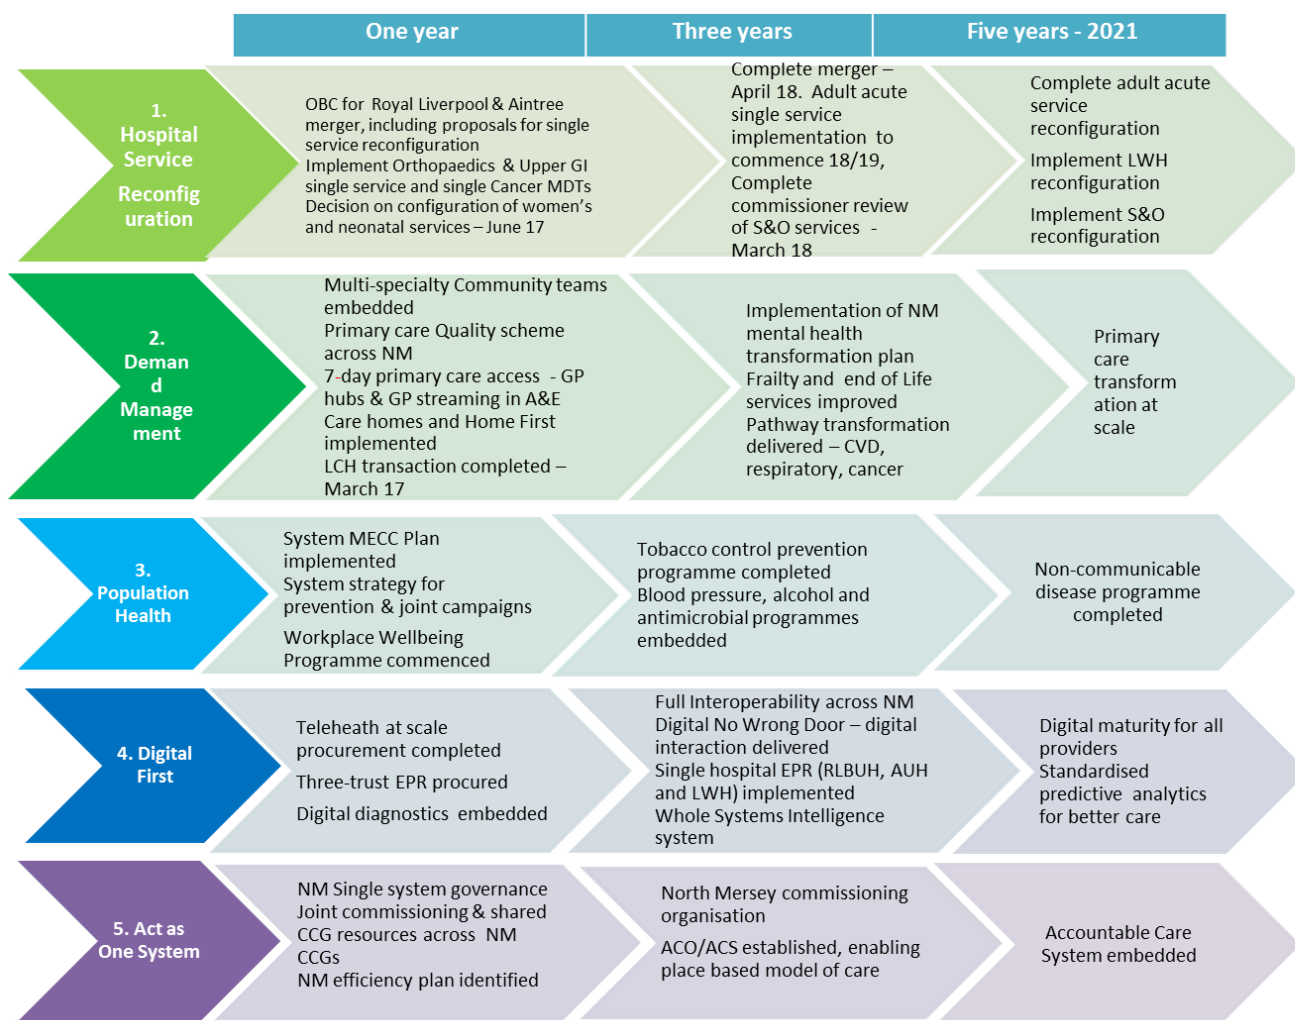 One year
Three years
Five years - 2021
1.
Hospital
Service
Reconfig
uration
OBC for Royal Liverpool & Aintree
merger, including proposals for single
service reconfiguration
Implement Orthopaedics & Upper GI
single service and single Cancer MDTs
Decision on configuration of women's
and neonatal services – June 17
Complete merger –
April 18. Adult acute
single service
implementation to
commence 18/19,
Complete
commissioner review
of S&O services -
March 18
Complete adult acute
service
reconfiguration
Implement LWH
reconfiguration
Implement S&O
reconfiguration
2.
Deman
d
Manage
ment
Multi-specialty Community teams
embedded
Primary care Quality scheme
across NM
7-day primary care access - GP
hubs & GP streaming in A&E
Care homes and Home First
implemented
LCH transaction completed –
March 17
Implementation of NM
mental health
transformation plan
Frailty and end of Life
services improved
Pathway transformation
delivered – CVD,
respiratory, cancer
Primary
care
transform
ation at
scale
3.
Population
Health
System MECC Plan
implemented
System strategy for
prevention & joint campaigns
Workplace Wellbeing
Programme commenced
Tobacco control prevention
programme completed
Blood pressure, alcohol and
antimicrobial programmes
embedded
Non-communicable
disease programme
completed
4. Digital
First
Teleheath at scale
procurement completed
Three-trust EPR procured
Digital diagnostics embedded
Full Interoperability across NM
Digital No Wrong Door – digital
interaction delivered
Single hospital EPR (RLBUH, AUH
and LWH) implemented
Whole Systems Intelligence
system
Digital maturity for all
providers
Standardised
predictive analytics
for better care
5. Act as
One System
NM Single system governance
Joint commissioning & shared
CCG resources across NM
CCGs
NM efficiency plan identified
North Mersey commissioning
organisation
ACO/ACS established, enabling
place based model of care
Accountable Care
System embedded